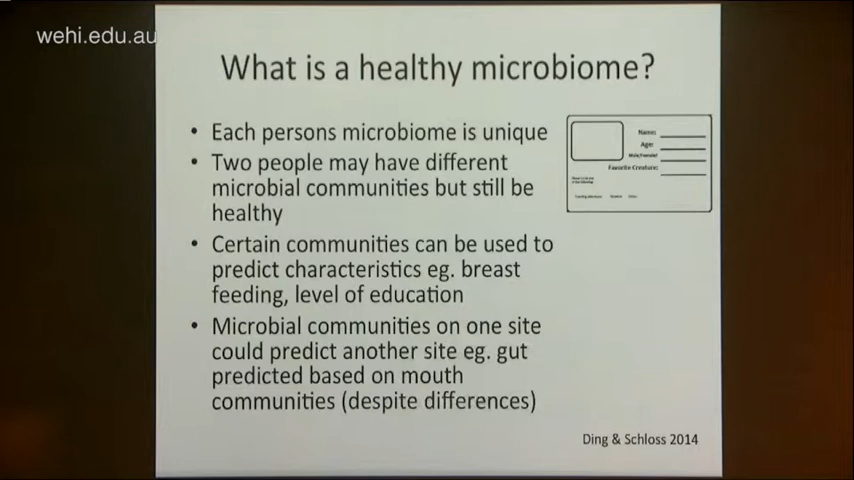 wehi.edu.au
What is a healthy microbiome?
• Each persons microbiome is unique
• Two people may have different
microbial communities but still be
healthy
• Certain communities can be used to
predict characteristics eg. breast
feeding, level of education
• Microbial communities on one site
could predict another site eg. gut
predicted based on mouth
communities (despite differences)
Name:
Age:
Male/Female?
Favorite Creature:
Ding & Schloss 2014